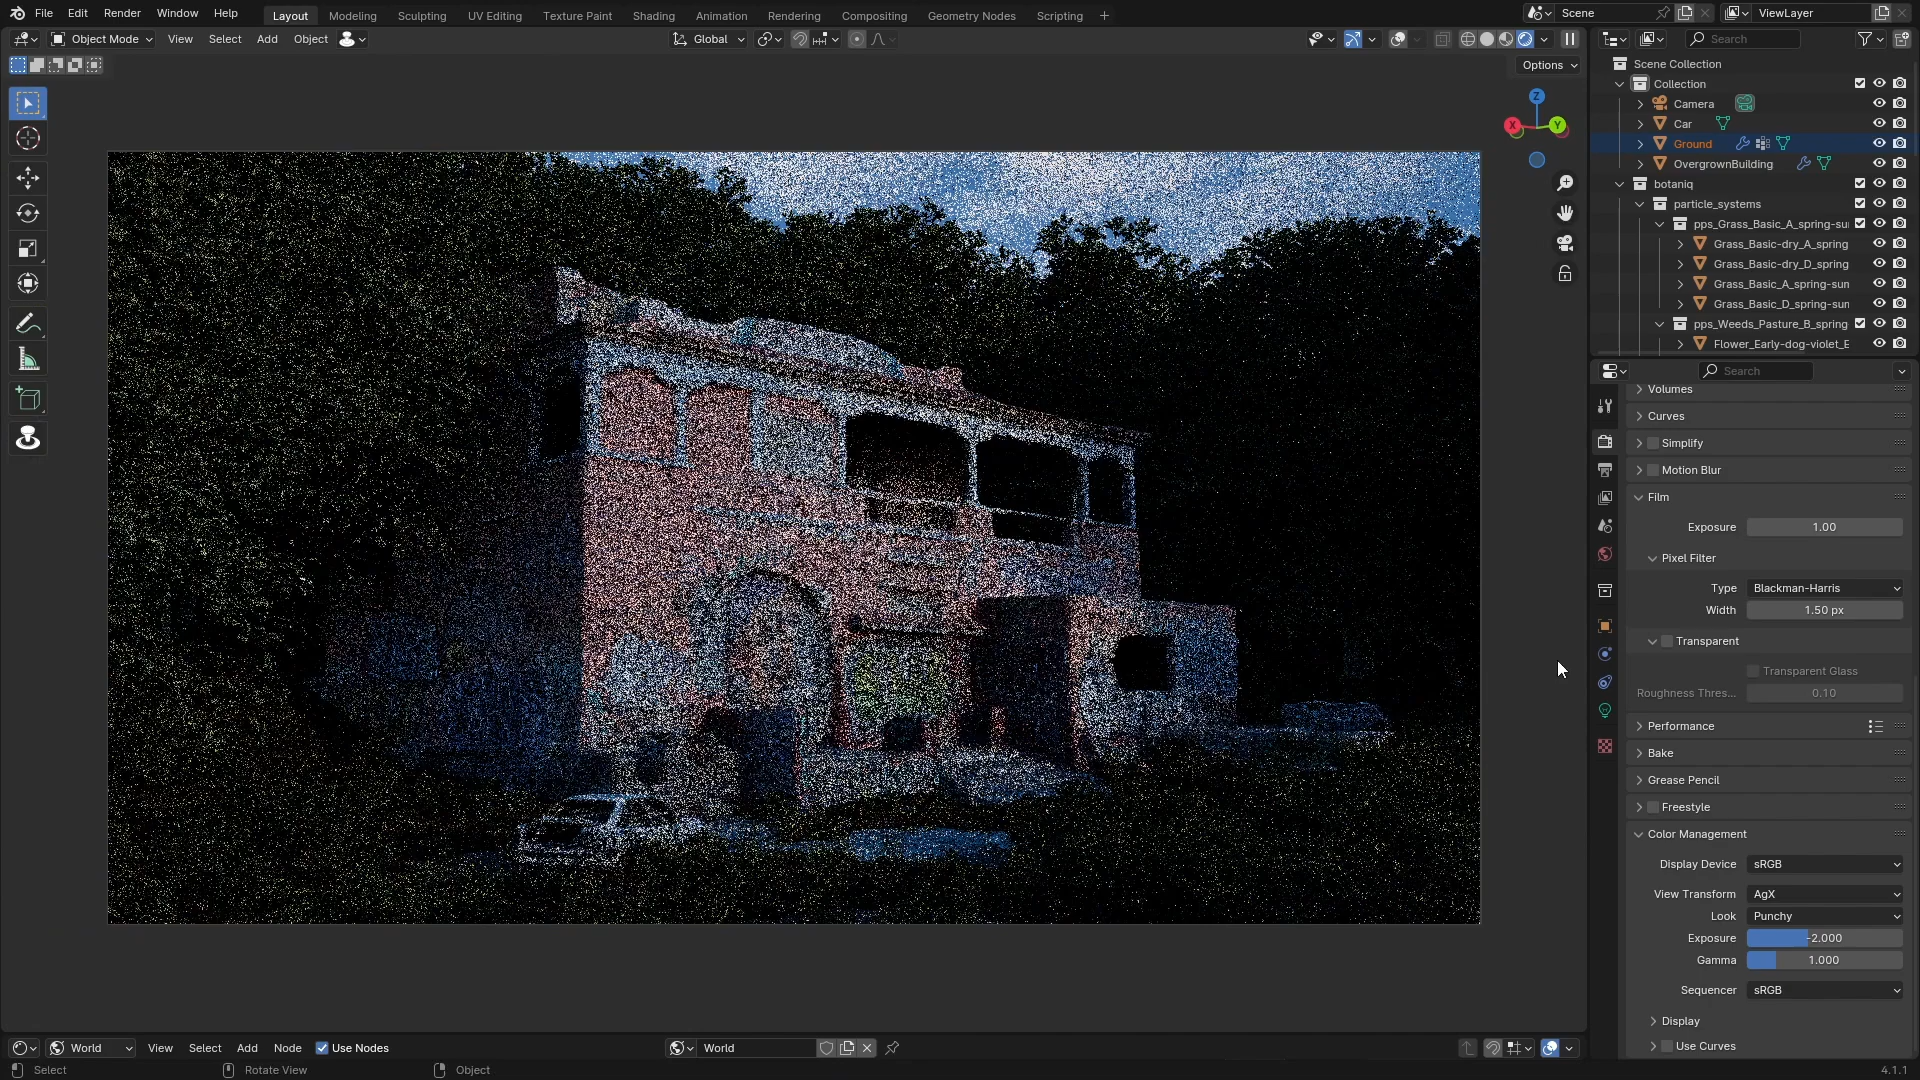 File Edit Render Window Help Layout Modeling Sculpting UV Editing Texture Paint Shading Animation Rendering Compositing Geometry Nodes Scripting + Scene ViewLayer
Object Mode View Select Add Object Global Search
Options
Scene Collection
Collection
Camera
Car
Ground
OvergrownBuilding
botaniq
particle_systems
pps_Grass_Basic_A_spring-su
Grass_Basic-dry_A_spring
Grass_Basic-dry_D_spring
Grass_Basic_A_spring-sun
Grass_Basic_D_spring-sun
pps_Weeds_Pasture_B_spring
Flower_Early-dog-violet_E
Z
X Y
Search
Volumes
Curves
Simplify
Motion Blur
Film
Exposure 1.00
Pixel Filter
Type Blackman-Harris
Width 1.50 px
Transparent
Transparent Glass
Roughness Thres... 0.10
Performance
Bake
Grease Pencil
Freestyle
Color Management
Display Device sRGB
View Transform AgX
Look Punchy
Exposure -2.000
Gamma 1.000
Sequencer sRGB
Display
Use Curves
World View Select Add Node Use Nodes World
Select Rotate View Object 4.1.1